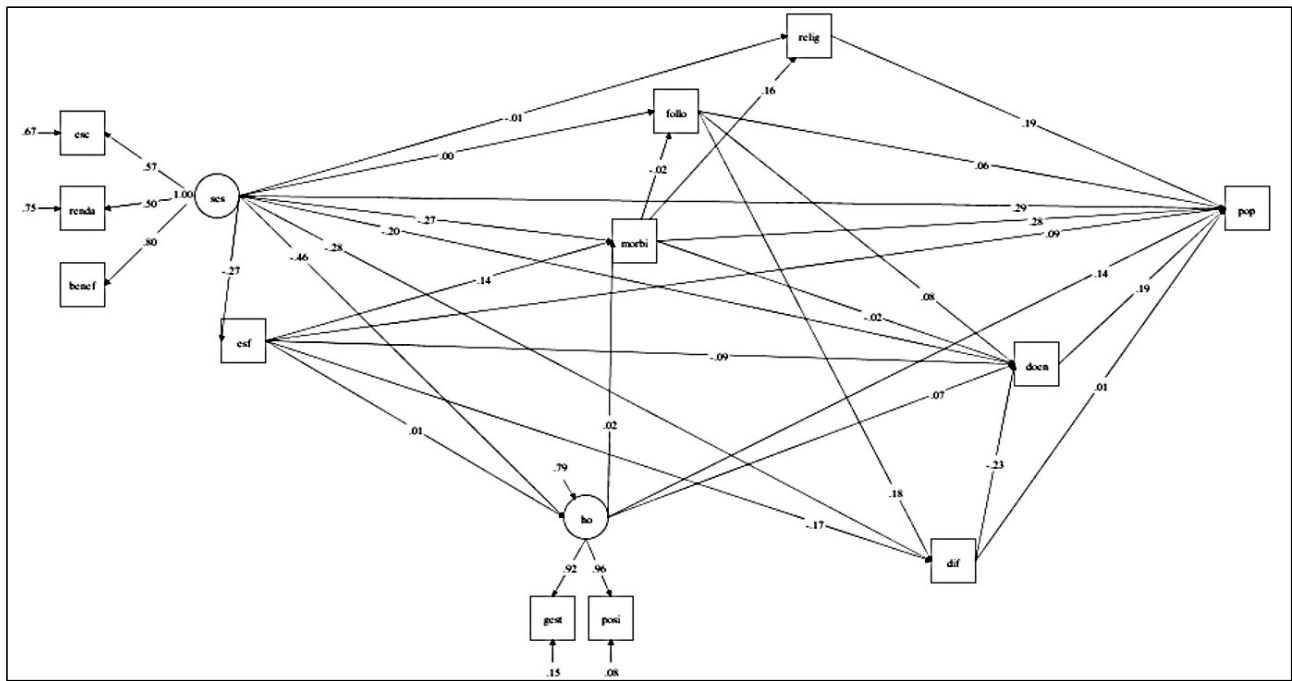 relig
-.01
.16
follo
.19
.67
esc
.57
.00
-.02
.06
1.00
ses
.75
renda
.50
.29
pop
-.27
.28
-.20
morbi
.09
.80
-.28
-.46
benef
-.27
-.14
.14
.08
.19
-.02
esf
-.09
doen
.01
.07
.01
.02
-.23
.79
.18
ho
-.17
dif
.92
.96
gest
posi
.15
.08